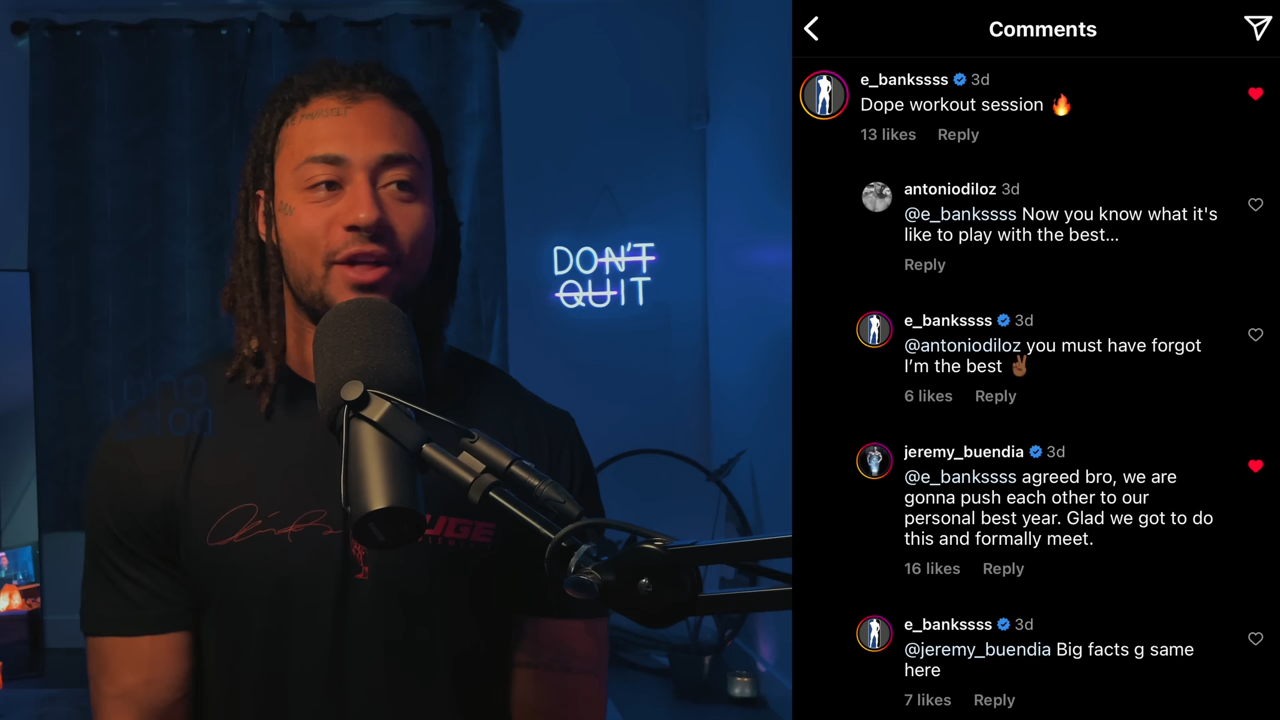 DON'T
QUIT
UGE
Comments
e_bankssss 3d
Dope workout session 🔥
13 likes Reply
antoniodiloz 3d
@e_bankssss Now you know what it's
like to play with the best...
Reply
e_bankssss 3d
@antoniodiloz you must have forgot
I'm the best ✌🏾
6 likes Reply
jeremy_buendia 3d
@e_bankssss agreed bro, we are
gonna push each other to our
personal best year. Glad we got to do
this and formally meet.
16 likes Reply
e_bankssss 3d
@jeremy_buendia Big facts g same
here
7 likes Reply